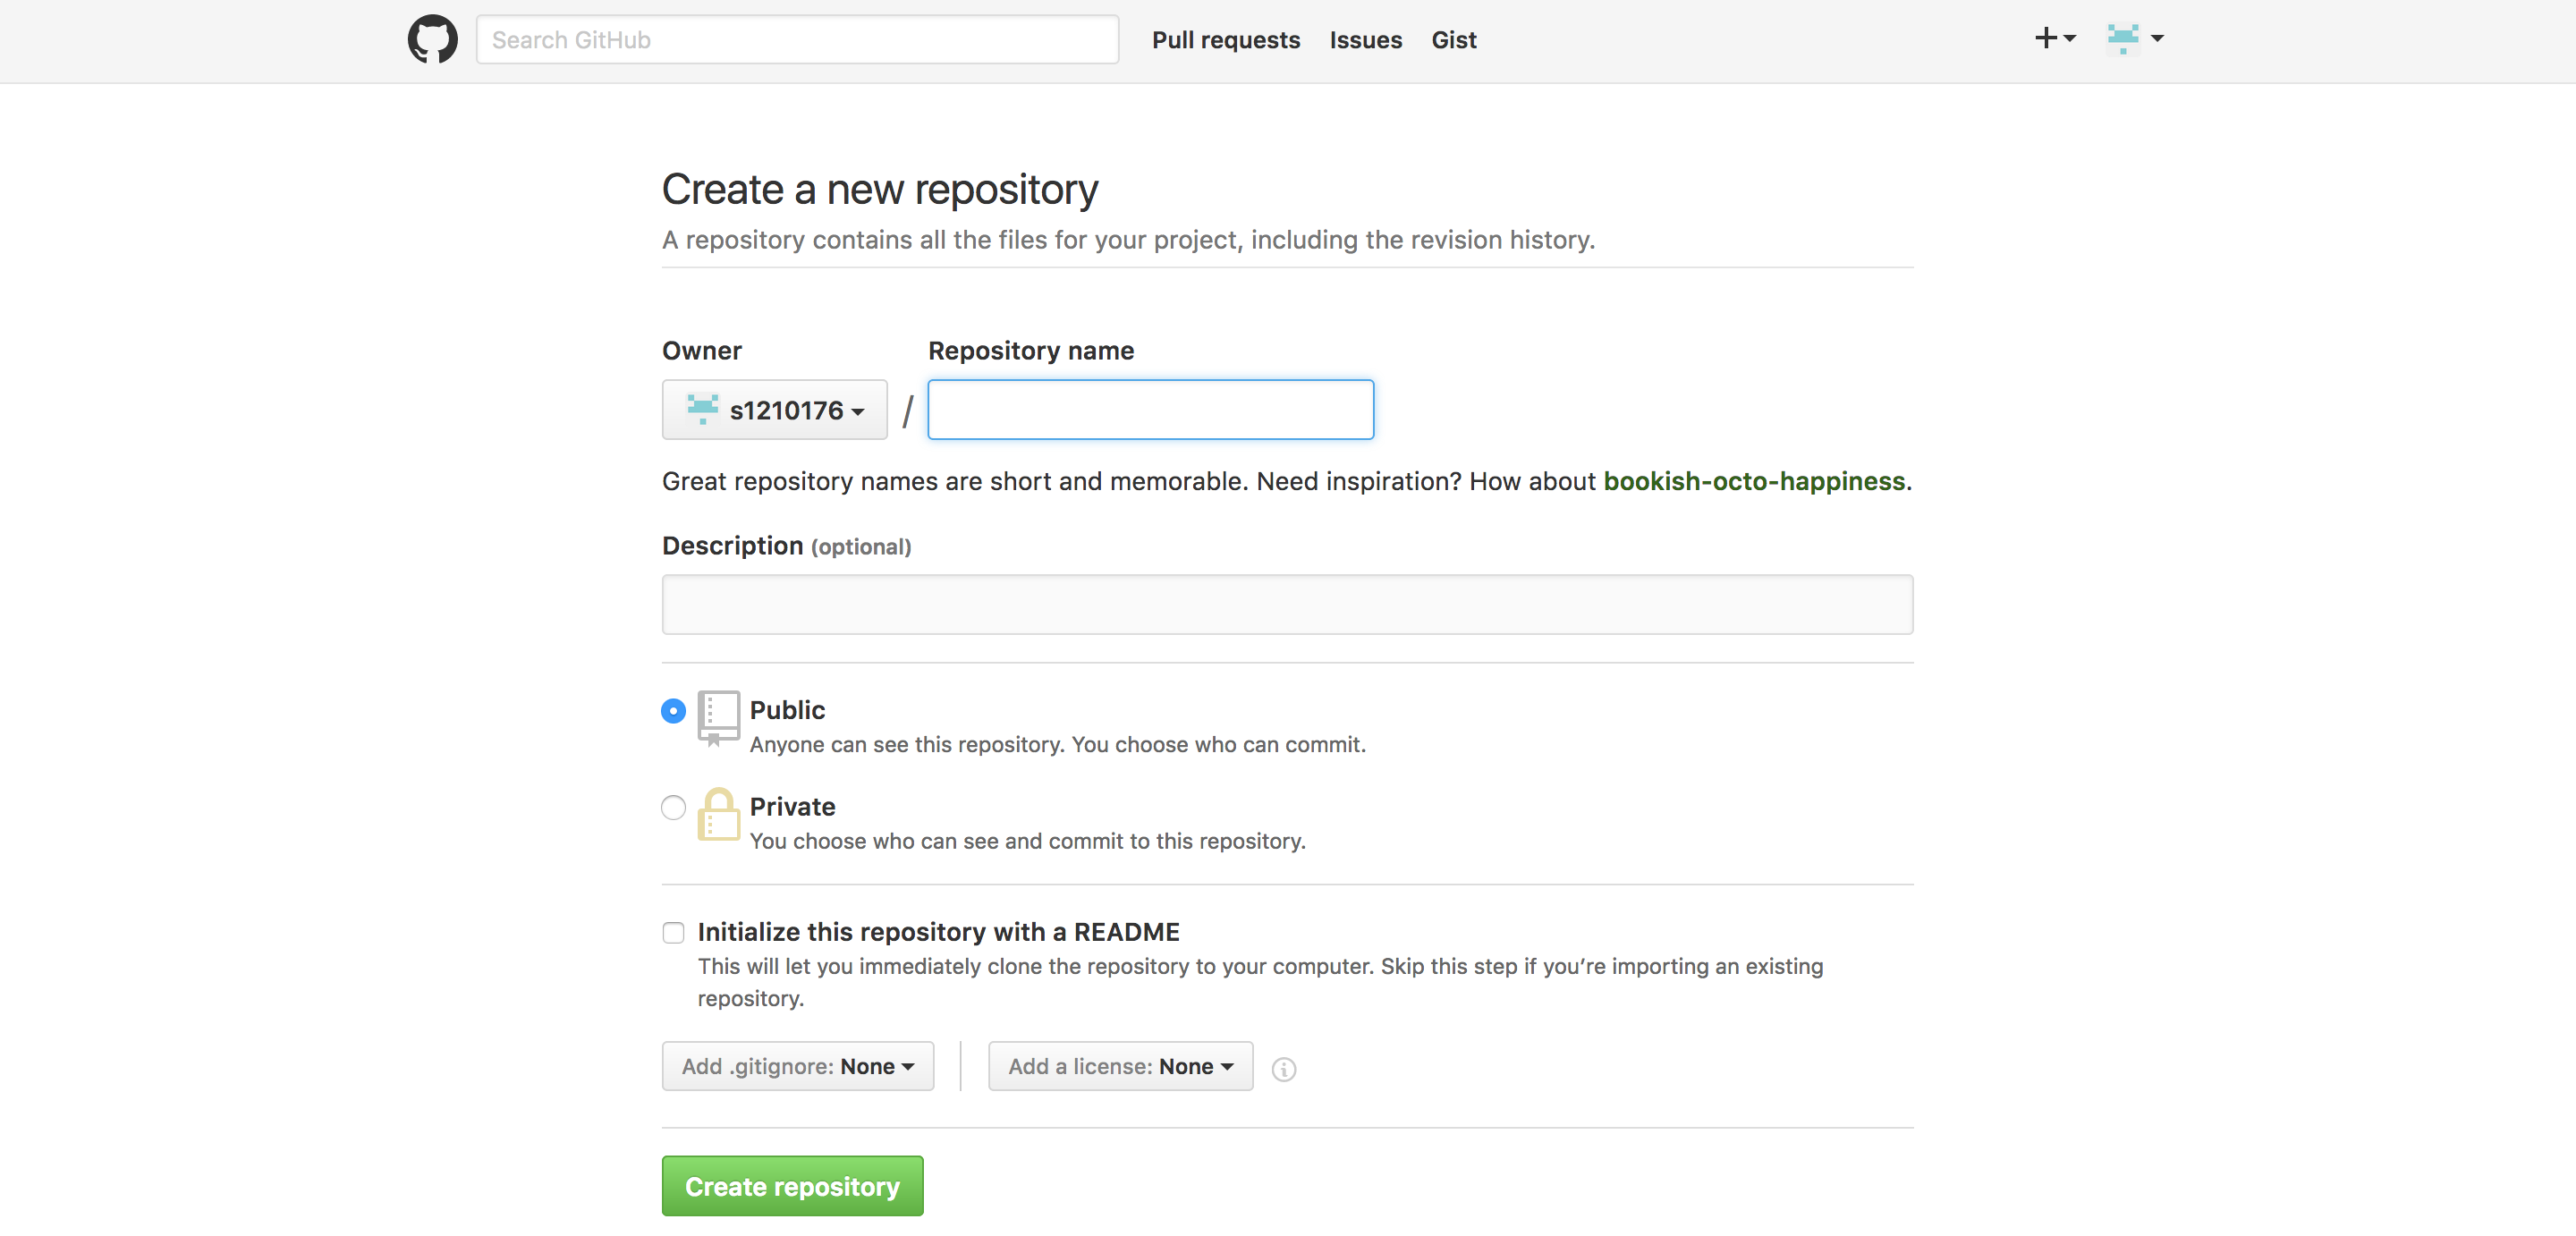 Search GitHub
Pull requests Issues Gist
Create a new repository
A repository contains all the files for your project, including the revision history.
Owner Repository name
s1210176 /
Great repository names are short and memorable. Need inspiration? How about bookish-octo-happiness.
Description (optional)
Public
Anyone can see this repository. You choose who can commit.
Private
You choose who can see and commit to this repository.
Initialize this repository with a README
This will let you immediately clone the repository to your computer. Skip this step if you’re importing an existing
repository.
Add .gitignore: None Add a license: None
Create repository